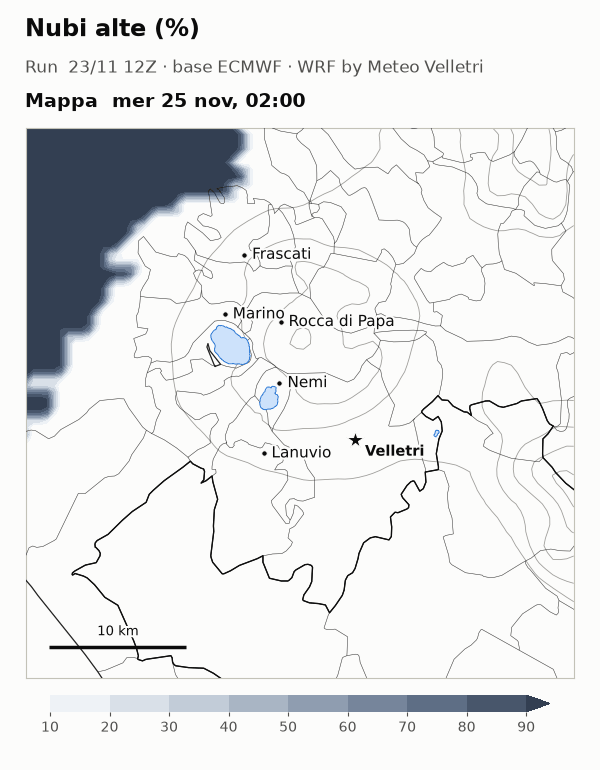 Nubi alte (%)
Run  23/11 12Z · base ECMWF · WRF by Meteo Velletri
Mappa  mer 25 nov, 02:00
Frascati
Marino
Rocca di Papa
Nemi
Velletri
Lanuvio
10 km
10 20 30 40 50 60 70 80 90